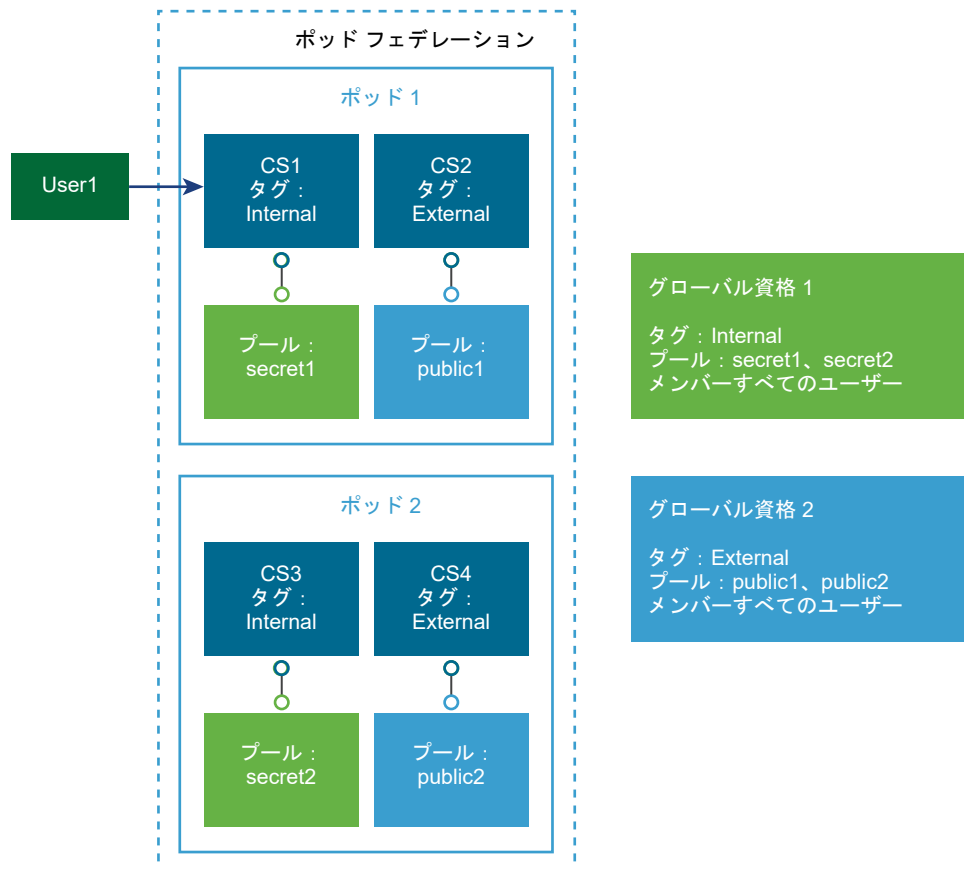 ポッド フェデレーション
ポッド 1
User1
CS1
タグ :
Internal
CS2
タグ :
External
プール :
secret1
プール :
public1
グローバル資格 1
タグ : Internal
プール : secret1、secret2
メンバーすべてのユーザー
ポッド 2
CS3
タグ :
Internal
CS4
タグ :
External
プール :
secret2
プール :
public2
グローバル資格 2
タグ : External
プール : public1、public2
メンバーすべてのユーザー